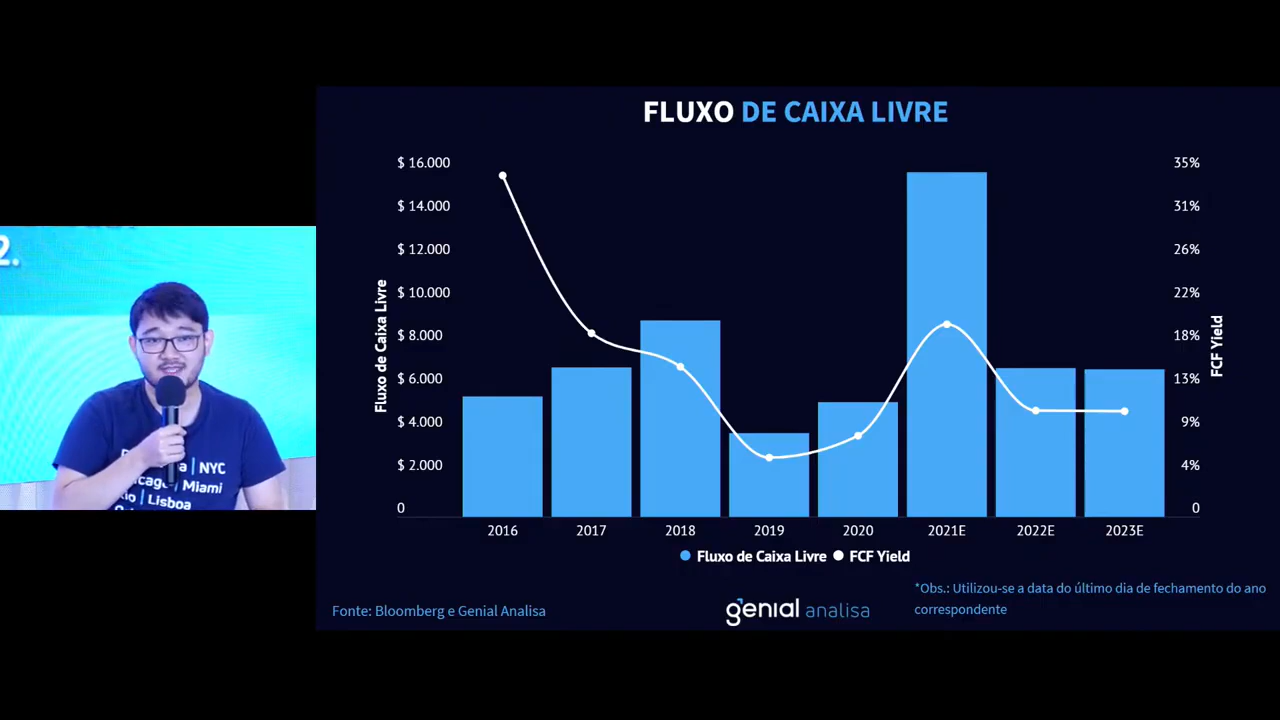 FLUXO DE CAIXA LIVRE
Fluxo de Caixa Livre
$ 16.000
$ 14.000
$ 12.000
$ 10.000
$ 8.000
$ 6.000
$ 4.000
$ 2.000
0
35%
31%
26%
22%
18%
13%
9%
4%
0
FCF Yield
2016 2017 2018 2019 2020 2021E 2022E 2023E
Fluxo de Caixa Livre FCF Yield
*Obs.: Utilizou-se a data do último dia de fechamento do ano
correspondente
Fonte: Bloomberg e Genial Analisa
genial analisa
2.
NYC
Miami
| Lisboa